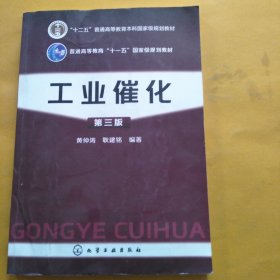 "十二五"普通高等教育本科国家级规划教材
普通高等教育"十一五"国家级规划教材
工业催化
第三版
黄仲涛 耿建铭 编著
GONGYE CUIHUA
化学工业出版社